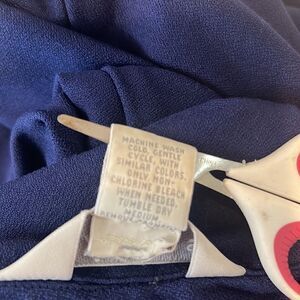 MACHINE WASH
COLD, GENTLE
CYCLE, WITH
SIMILAR COLORS.
ONLY NON-
CHLORINE BLEACH
WHEN NEEDED.
TUMBLE DRY
MEDIUM,